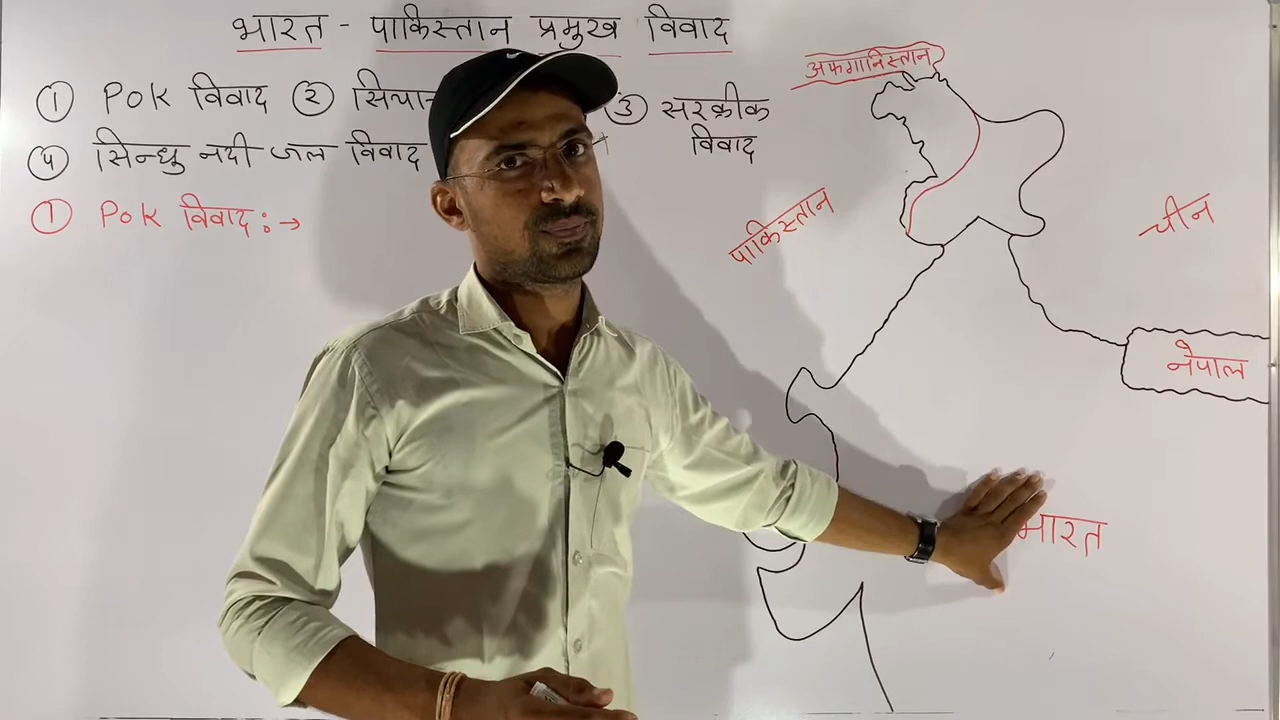 भारत - पाकिस्तान प्रमुख विवाद
① PoK विवाद ② ③ सरक्रीक
विवाद
④ सिन्धु नदी जल विवाद
① PoK विवाद :→
अफगानिस्तान
पाकिस्तान
चीन
नेपाल
भारत